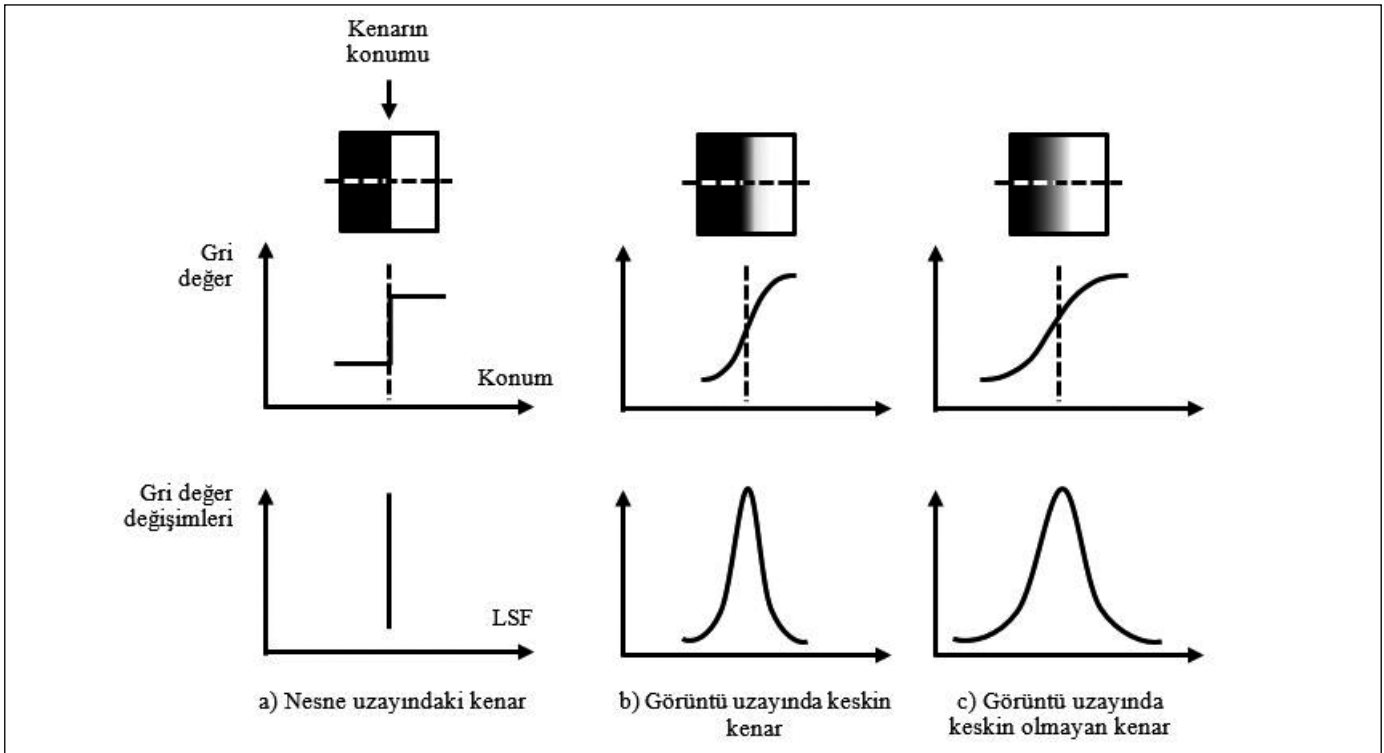 Kenarın
konumu
Gri
değer
Konum
Gri değer
değişimleri
LSF
a) Nesne uzayındaki kenar
b) Görüntü uzayında keskin
kenar
c) Görüntü uzayında
keskin olmayan kenar